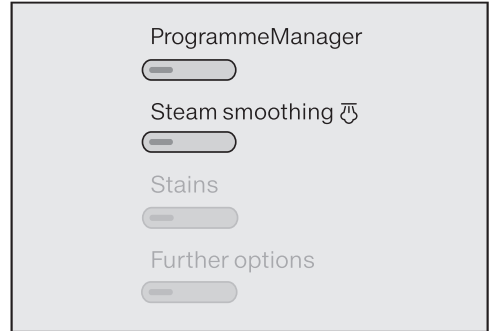 ProgrammeManager
Steam smoothing
Stains
Further options